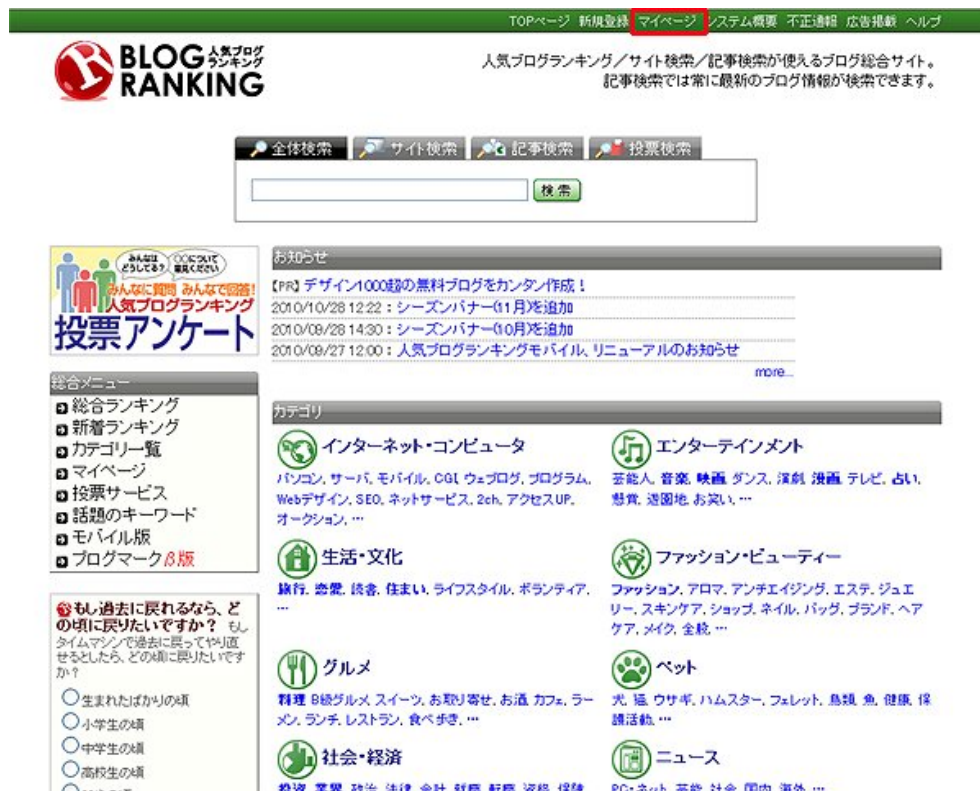 TOPページ 新規登録 マイページ システム概要 不正通報 広告掲載 ヘルプ
BLOG 人気ブログ
RANKING ランキング
人気ブログランキング／サイト検索／記事検索が使えるブログ総合サイト。
記事検索では常に最新のブログ情報が検索できます。
全体検索 サイト検索 記事検索 投票検索
検索
みんなは
どうしてる?
○○について
意見ください
みんなに質問 みんなで回答!
人気ブログランキング
投票アンケート
お知らせ
【PR】デザイン1000超の無料ブログをカンタン作成！
2010/10/28 12:22：シーズンバナー(11月)を追加
2010/09/28 14:30：シーズンバナー(10月)を追加
2010/09/27 12:00：人気ブログランキングモバイル、リニューアルのお知らせ
more...
総合メニュー
総合ランキング
新着ランキング
カテゴリ一覧
マイページ
投票サービス
話題のキーワード
モバイル版
ブログマークβ版
もし過去に戻れるなら、ど
の頃に戻りたいですか？ もし
タイムマシンで過去に戻ってやり直
せるとしたら、どの頃に戻りたいです
か？
生まれたばかりの頃
小学生の頃
中学生の頃
高校生の頃
カテゴリ
インターネット・コンピュータ
パソコン, サーバ, モバイル, CGI, ウェブログ, プログラム,
Webデザイン, SEO, ネットサービス, 2ch, アクセスUP,
オークション, …
エンターテインメント
芸能人, 音楽, 映画, ダンス, 演劇, 漫画, テレビ, 占い,
懸賞, 遊園地, お笑い, …
生活・文化
旅行, 恋愛, 読書, 住まい, ライフスタイル, ボランティア,
…
ファッション・ビューティー
ファッション, アロマ, アンチエイジング, エステ, ジュエ
リー, スキンケア, ショップ, ネイル, バッグ, ブランド, ヘア
ケア, メイク, 全般, …
グルメ
料理, B級グルメ, スイーツ, お取り寄せ, お酒, カフェ, ラー
メン, ランチ, レストラン, 食べ歩き, …
ペット
犬, 猫, ウサギ, ハムスター, フェレット, 鳥類, 魚, 健康, 保
護活動, …
社会・経済
投資, 業界, 政治, 法律, 会社, 就職, 転職, 資格, 保険,
ニュース
PC・ネット, 芸能, 社会, 国内, 海外, …